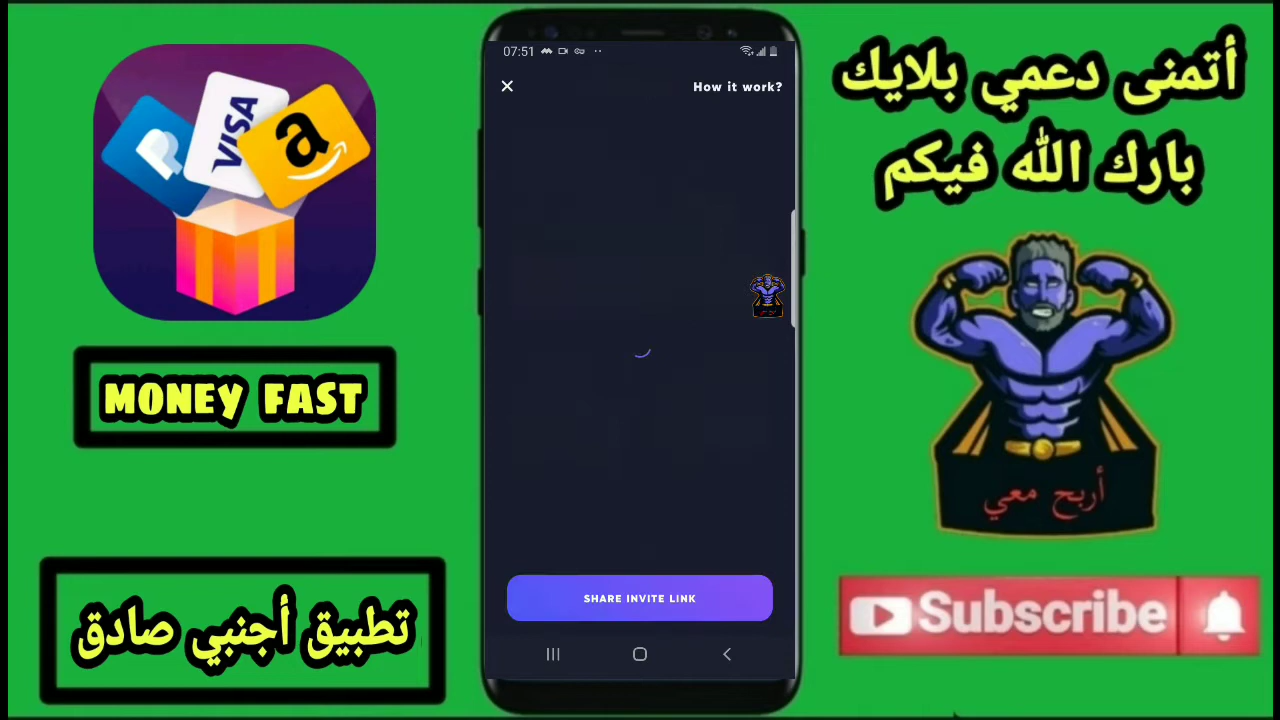 VISA
MONEY FAST
تطبيق أجنبي صادق
07:51
How it work?
SHARE INVITE LINK
أتمنى دعمي بلايك
بارك الله فيكم
أربح معي
Subscribe